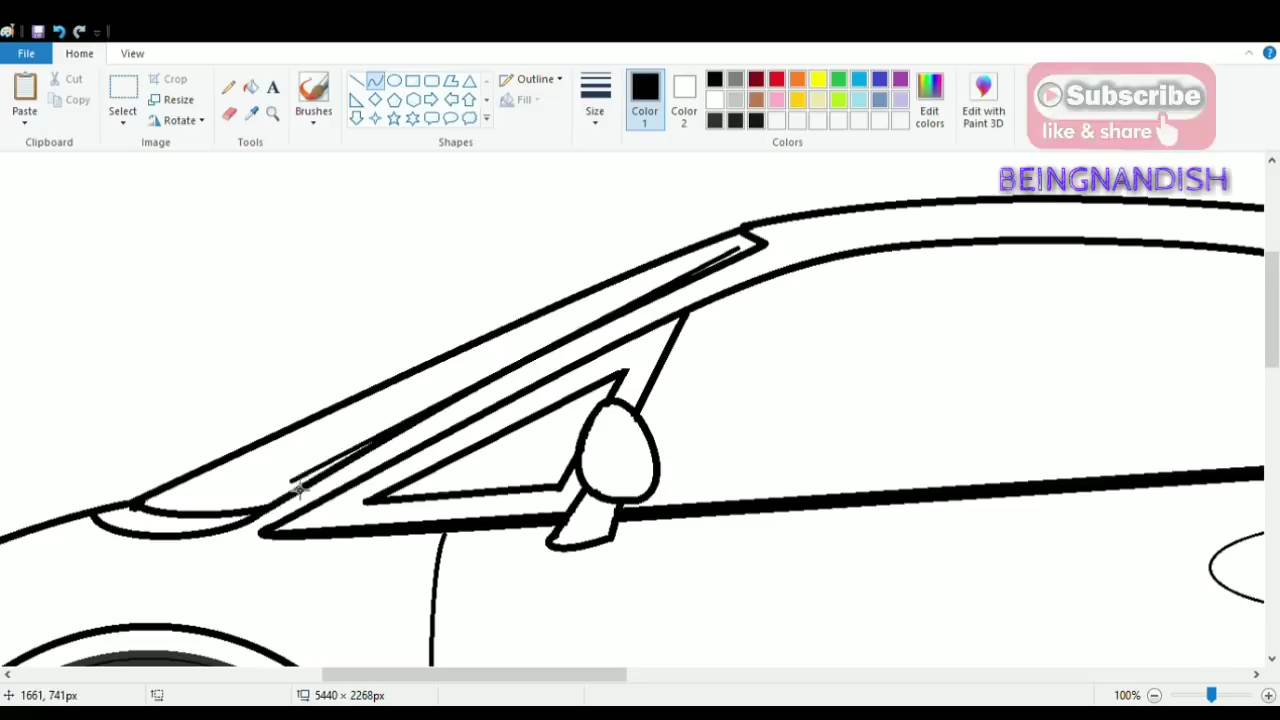 File Home View
Paste
Cut
Copy
Clipboard
Select
Crop
Resize
Rotate
Image
A
Tools
Brushes
Outline
Fill
Shapes
Size
Color
1
Color
2
Edit
colors
Edit with
Paint 3D
Colors
Subscribe
like & share
BEINGNANDISH
1661, 741px
5440 × 2268px
100%